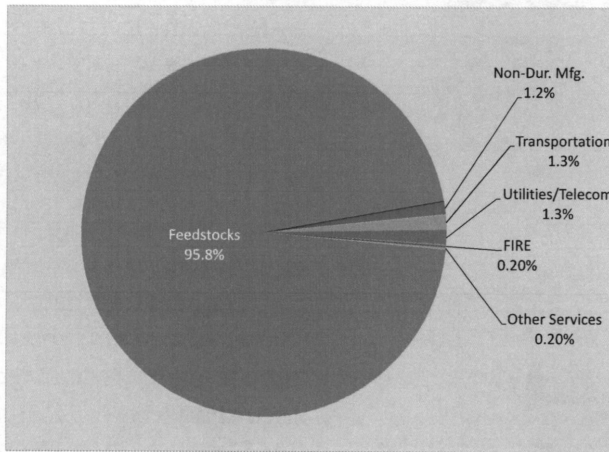 Non-Dur. Mfg.
1.2%
Transportation
1.3%
Utilities/Telecom
1.3%
Feedstocks
95.8%
FIRE
0.20%
Other Services
0.20%